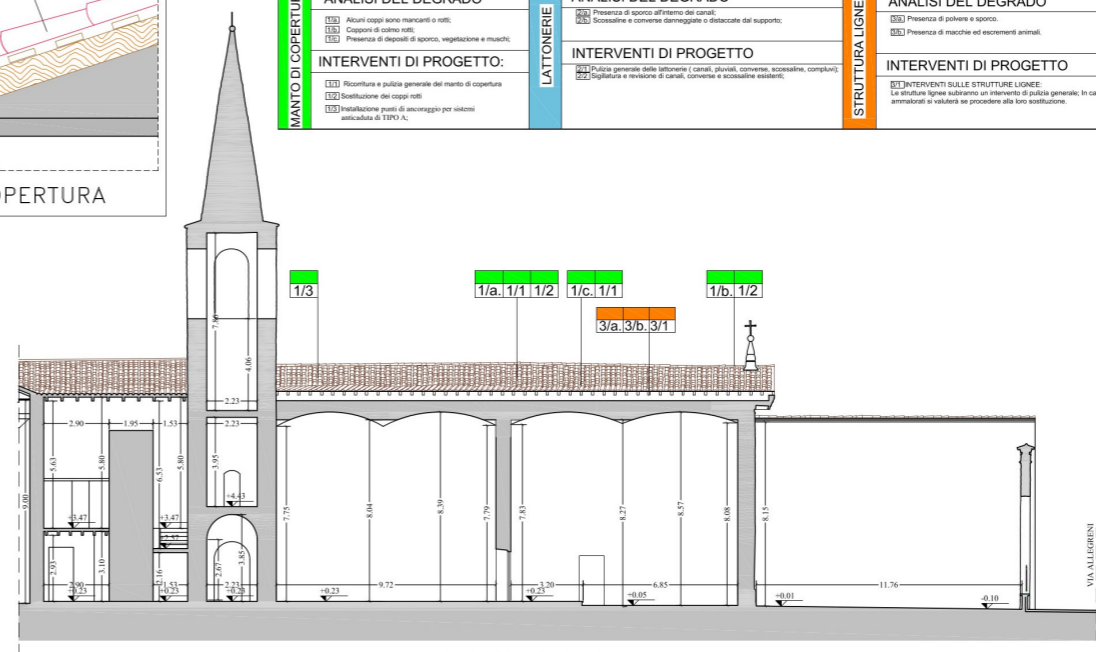 MANTO DI COPERTUR
ANALISI DEL DEGRADO
1/a. Alcuni coppi sono mancanti o rotti;
1/b. Copponi di colmo rotti;
1/c. Presenza di depositi di sporco, vegetazione e muschi;
INTERVENTI DI PROGETTO:
1/1 Ricorritura e pulizia generale del manto di copertura
1/2 Sostituzione dei coppi rotti
1/3 Installazione punti di ancoraggio per sistemi
anticaduta di TIPO A;
LATTONERIE
ANALISI DEL DEGRADO
2/a. Presenza di sporco all'interno dei canali;
2/b. Scossaline e converse danneggiate o distaccate dal supporto;
INTERVENTI DI PROGETTO
2/1 Pulizia generale delle lattonerie ( canali, pluviali, converse, scossaline, compluvi);
2/2 Sigillatura e revisione di canali, converse e scossaline esistenti;
STRUTTURA LIGNE
ANALISI DEL DEGRADO
3/a. Presenza di polvere e sporco.
3/b. Presenza di macchie ed escrementi animali.
INTERVENTI DI PROGETTO
3/1 INTERVENTI SULLE STRUTTURE LIGNEE:
Le strutture lignee subiranno un intervento di pulizia generale; In ca
ammalorati si valuterà se procedere alla loro sostituzione.
OPERTURA
1/3
1/a. 1/1 1/2
1/c. 1/1
1/b. 1/2
3/a. 3/b. 3/1
7.85
4.06
2.23
2.23
3.95
+4.43
2.90
1.95
1.53
5.63
5.80
6.53
5.80
9.00
+3.47
+3.47
2.93
3.10
2.16
2.90
1.53
+0.23
+0.23
2.67
3.85
2.23
+0.23
7.75
8.04
8.39
7.79
9.72
+0.23
7.83
8.27
8.57
8.08
3.20
6.85
+0.23
+0.05
8.15
11.76
+0.01
-0.10
VIA ALLEGRENI